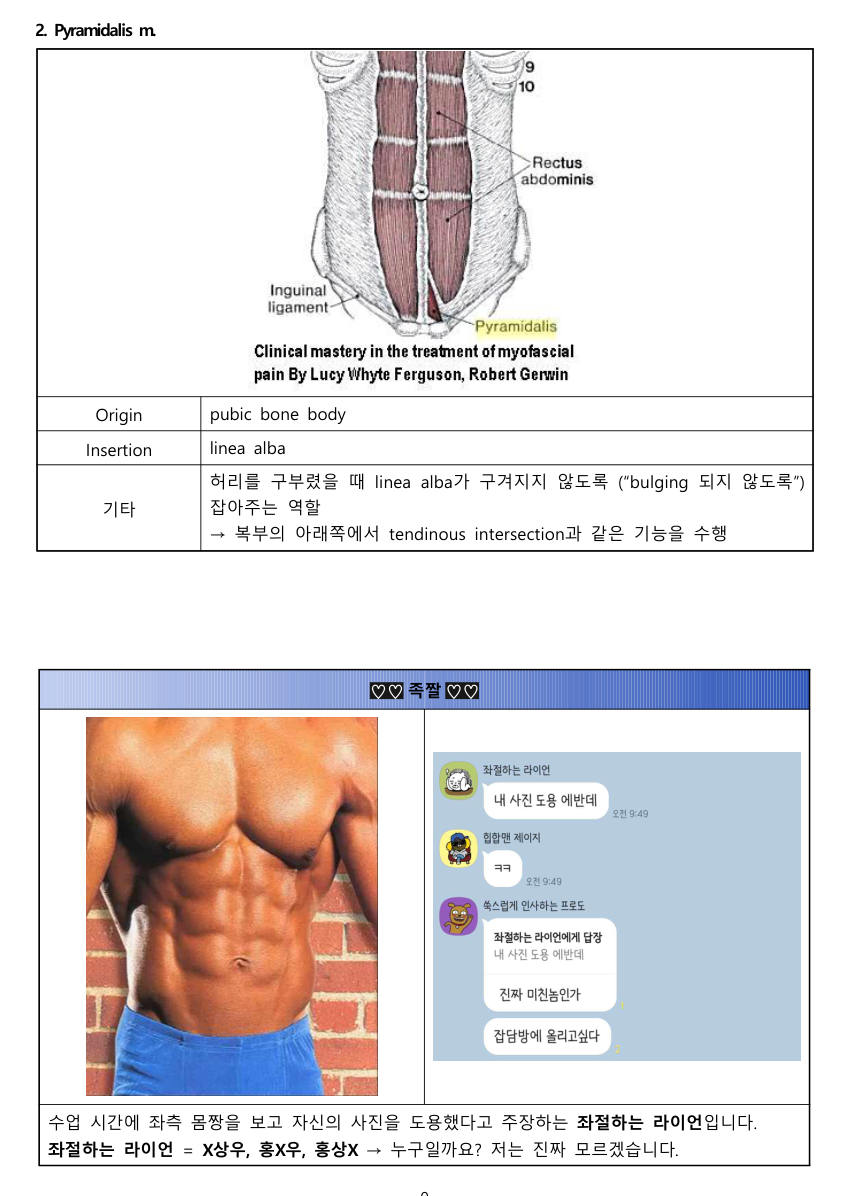 2. Pyramidalis m.
9
10
Rectus
abdominis
Inguinal
ligament
Pyramidalis
Clinical mastery in the treatment of myofascial
pain By Lucy Whyte Ferguson, Robert Gerwin
Origin
pubic bone body
Insertion
linea alba
기타
허리를 구부렸을 때 linea alba가 구겨지지 않도록 (“bulging 되지 않도록”)
잡아주는 역할
→ 복부의 아래쪽에서 tendinous intersection과 같은 기능을 수행
♡♡ 족짤 ♡♡
좌절하는 라이언
내 사진 도용 에반데
오전 9:49
힙합맨 제이지
ㅋㅋ
오전 9:49
쑥스럽게 인사하는 프로도
좌절하는 라이언에게 답장
내 사진 도용 에반데
진짜 미친놈인가
잡담방에 올리고싶다
수업 시간에 좌측 몸짱을 보고 자신의 사진을 도용했다고 주장하는 좌절하는 라이언입니다.
좌절하는 라이언 = X상우, 홍X우, 홍상X → 누구일까요? 저는 진짜 모르겠습니다.